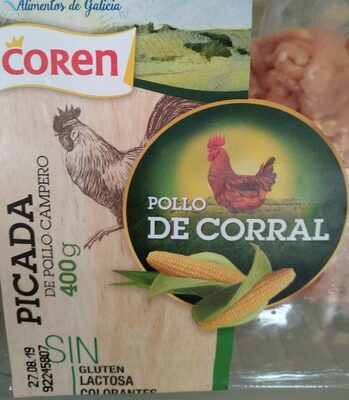 Alimentos de Galicia
COREN
PICADA
DE POLLO CAMPERO
400g
POLLO
DE CORRAL
27.08.19
92245807
SIN
GLUTEN
LACTOSA
COLORANTES